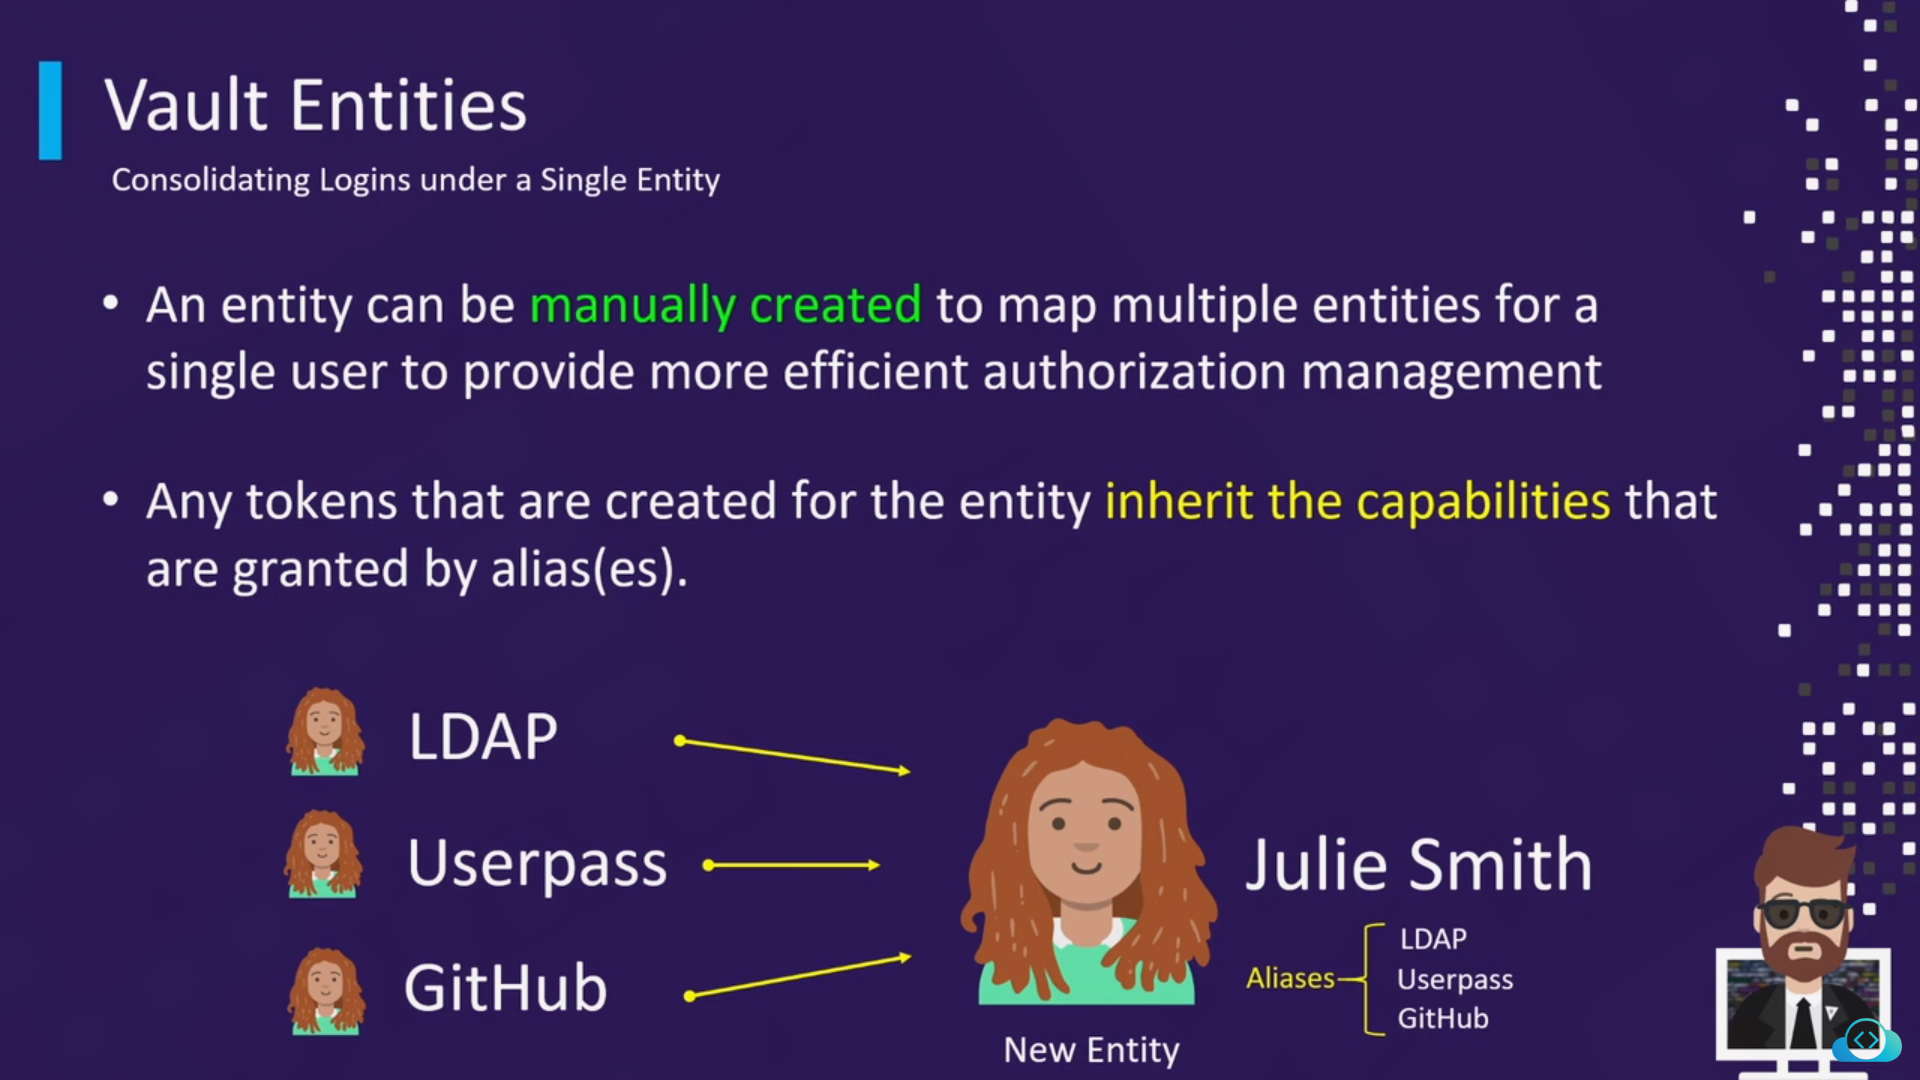 Vault Entities
Consolidating Logins under a Single Entity
• An entity can be manually created to map multiple entities for a
single user to provide more efficient authorization management
• Any tokens that are created for the entity inherit the capabilities that
are granted by alias(es).
LDAP
Userpass
GitHub
New Entity
Julie Smith
Aliases
LDAP
Userpass
GitHub